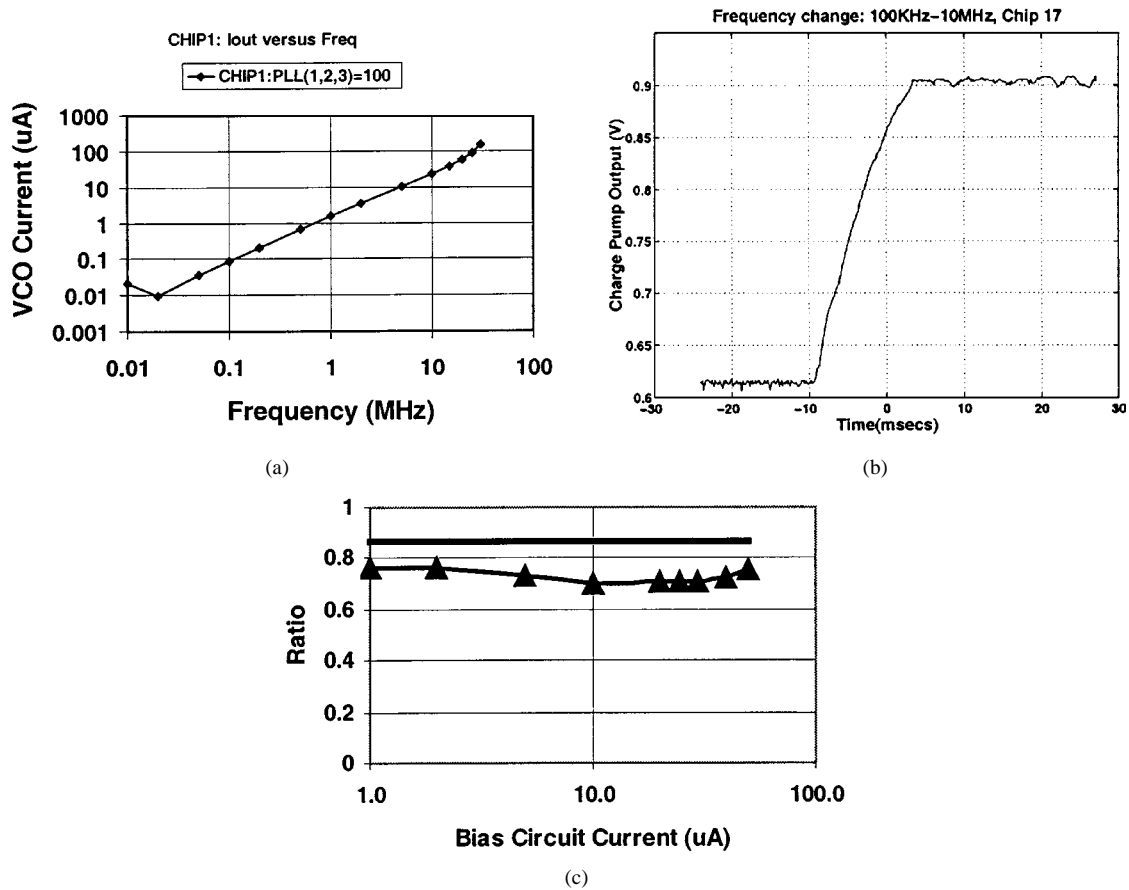 CHIP1: Iout versus Freq
CHIP1:PLL(1,2,3)=100
1000
100
10
1
0.1
0.01
0.001
VCO Current (uA)
0.01 0.1 1 10 100
Frequency (MHz)
(a)
Frequency change: 100KHz-10MHz, Chip 17
0.9
0.85
0.8
0.75
0.7
0.65
0.6
Charge Pump Output (V)
-30 -20 -10 0 10 20 30
Time(msecs)
(b)
1
0.8
0.6
0.4
0.2
0
Ratio
1.0 10.0 100.0
Bias Circuit Current (uA)
(c)